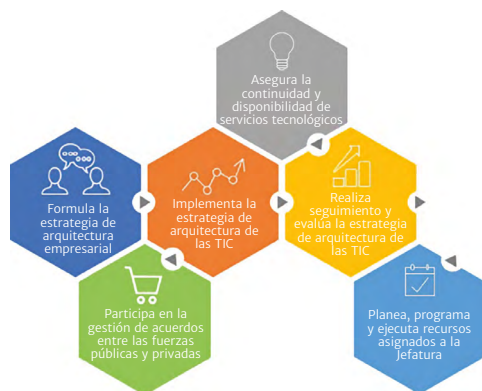 Asegura la
continuidad y
disponibilidad de
servicios tecnológicos
Formula la
estrategia de
arquitectura
empresarial
Implementa la
estrategia de
arquitectura de
las TIC
Realiza
seguimiento y
evalúa la estrategia
de arquitectura de
las TIC
Participa en la
gestión de acuerdos
entre las fuerzas
públicas y privadas
Planea, programa
y ejecuta recursos
asignados a la
Jefatura